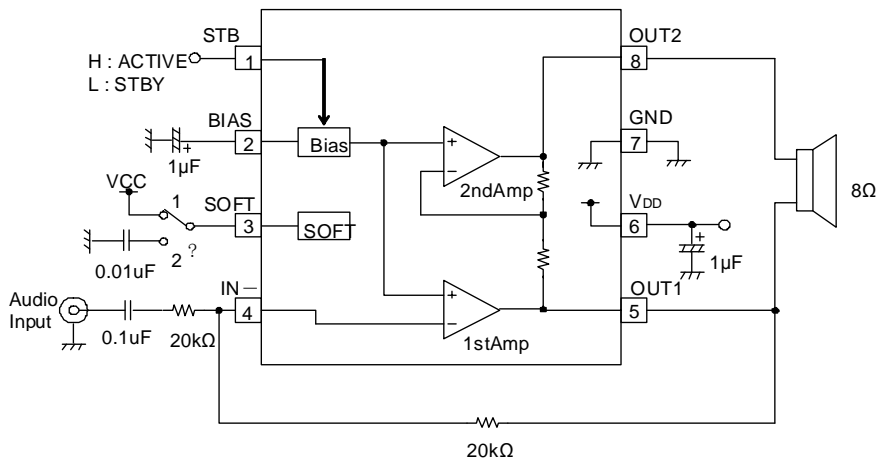 STB
1
H : ACTIVE
L : STBY
OUT2
8
BIAS
2
+
1µF
Bias
+
−
2ndAmp
GND
7
VCC
1
SOFT
3
SOFT
2
?
0.01uF
VDD
6
+
1µF
8Ω
IN−
4
Audio
Input
0.1uF
20kΩ
+
−
1stAmp
OUT1
5
20kΩ